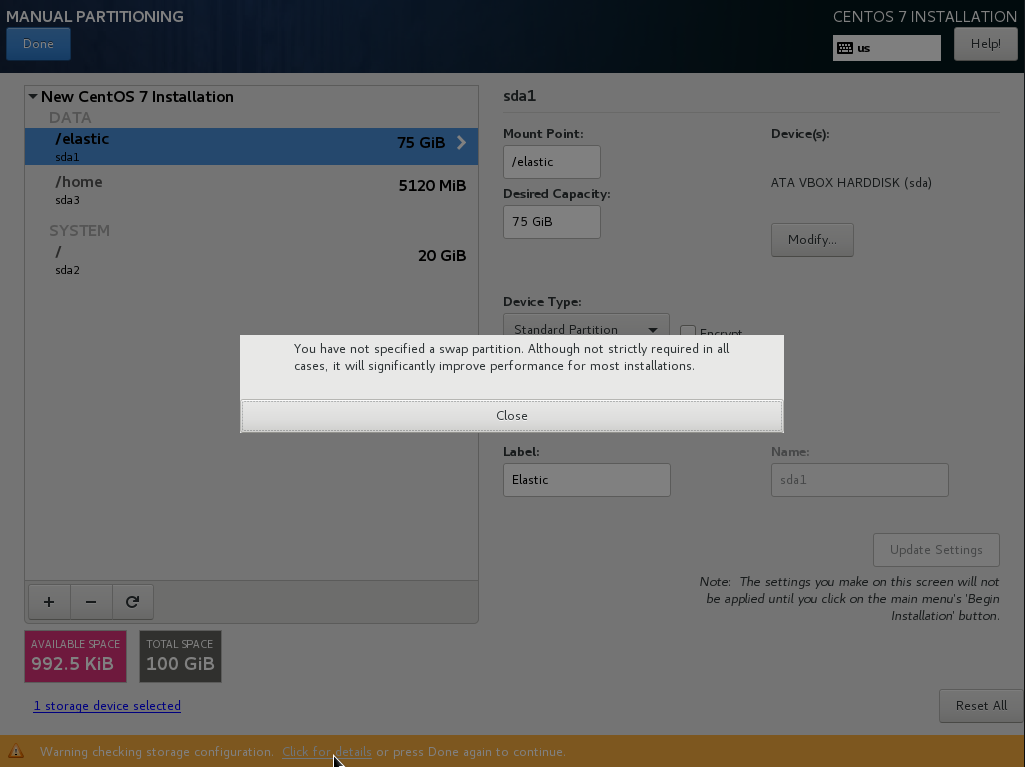 MANUAL PARTITIONING
CENTOS 7 INSTALLATION
Done
us
Help!
New CentOS 7 Installation
DATA
/elastic
75 GiB
sda1
/home
5120 MiB
sda3
SYSTEM
/
20 GiB
sda2
sda1
Mount Point:
/elastic
Desired Capacity:
75 GiB
Device(s):
ATA VBOX HARDDISK (sda)
Modify...
Device Type:
Standard Partition
Encrypt
You have not specified a swap partition. Although not strictly required in all
cases, it will significantly improve performance for most installations.
Close
Label:
Elastic
Name:
sda1
Update Settings
Note: The settings you make on this screen will not
be applied until you click on the main menu's 'Begin
Installation' button.
+
−
AVAILABLE SPACE
992.5 KiB
TOTAL SPACE
100 GiB
1 storage device selected
Reset All
Warning checking storage configuration. Click for details or press Done again to continue.